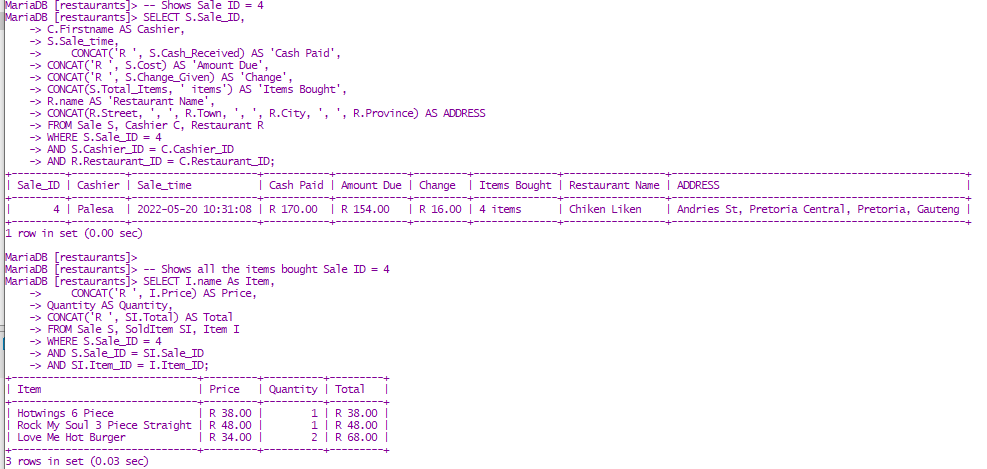 MariaDB [restaurants]> -- Shows Sale ID = 4
MariaDB [restaurants]> SELECT S.Sale_ID,
    -> C.Firstname AS Cashier,
    -> S.Sale_time,
    ->     CONCAT('R ', S.Cash_Received) AS 'Cash Paid',
    -> CONCAT('R ', S.Cost) AS 'Amount Due',
    -> CONCAT('R ', S.Change_Given) AS 'Change',
    -> CONCAT(S.Total_Items, ' items') AS 'Items Bought',
    -> R.name AS 'Restaurant Name',
    -> CONCAT(R.Street, ', ', R.Town, ', ', R.City, ', ', R.Province) AS ADDRESS
    -> FROM Sale S, Cashier C, Restaurant R
    -> WHERE S.Sale_ID = 4
    -> AND S.Cashier_ID = C.Cashier_ID
    -> AND R.Restaurant_ID = C.Restaurant_ID;
| Sale_ID | Cashier | Sale_time           | Cash Paid | Amount Due | Change  | Items Bought | Restaurant Name | ADDRESS                                         |
|       4 | Palesa  | 2022-05-20 10:31:08 | R 170.00  | R 154.00   | R 16.00 | 4 items      | Chiken Liken    | Andries St, Pretoria Central, Pretoria, Gauteng |
1 row in set (0.00 sec)
MariaDB [restaurants]>
MariaDB [restaurants]> -- Shows all the items bought Sale ID = 4
MariaDB [restaurants]> SELECT I.name As Item,
    ->     CONCAT('R ', I.Price) AS Price,
    -> Quantity AS Quantity,
    -> CONCAT('R ', SI.Total) AS Total
    -> FROM Sale S, SoldItem SI, Item I
    -> WHERE S.Sale_ID = 4
    -> AND S.Sale_ID = SI.Sale_ID
    -> AND SI.Item_ID = I.Item_ID;
| Item                          | Price   | Quantity | Total   |
| Hotwings 6 Piece              | R 38.00 |        1 | R 38.00 |
| Rock My Soul 3 Piece Straight | R 48.00 |        1 | R 48.00 |
| Love Me Hot Burger            | R 34.00 |        2 | R 68.00 |
3 rows in set (0.03 sec)